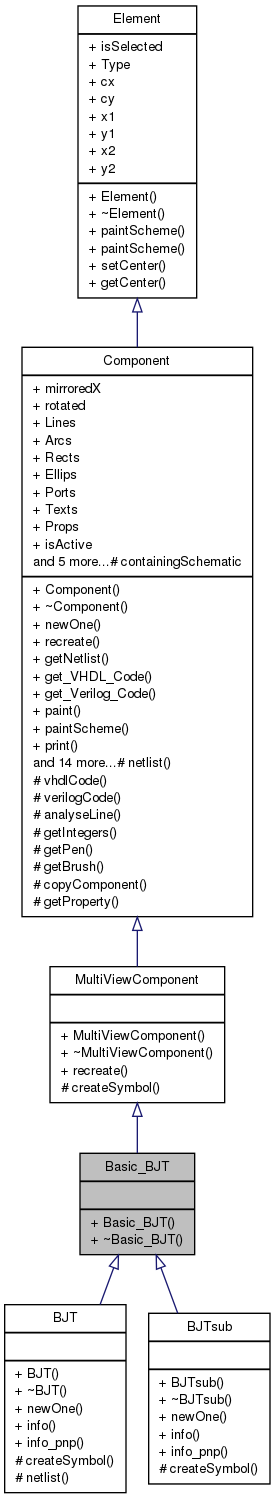 Element
+ isSelected
+ Type
+ cx
+ cy
+ x1
+ y1
+ x2
+ y2
+ Element()
+ ~Element()
+ paintScheme()
+ paintScheme()
+ setCenter()
+ getCenter()
Component
+ mirroredX
+ rotated
+ Lines
+ Arcs
+ Rects
+ Ellips
+ Ports
+ Texts
+ Props
+ isActive
and 5 more...# containingSchematic
+ Component()
+ ~Component()
+ newOne()
+ recreate()
+ getNetlist()
+ get_VHDL_Code()
+ get_Verilog_Code()
+ paint()
+ paintScheme()
+ print()
and 14 more...# netlist()
# vhdlCode()
# verilogCode()
# analyseLine()
# getIntegers()
# getPen()
# getBrush()
# copyComponent()
# getProperty()
MultiViewComponent
+ MultiViewComponent()
+ ~MultiViewComponent()
+ recreate()
# createSymbol()
Basic_BJT
+ Basic_BJT()
+ ~Basic_BJT()
BJT
+ BJT()
+ ~BJT()
+ newOne()
+ info()
+ info_pnp()
# createSymbol()
# netlist()
BJTsub
+ BJTsub()
+ ~BJTsub()
+ newOne()
+ info()
+ info_pnp()
# createSymbol()